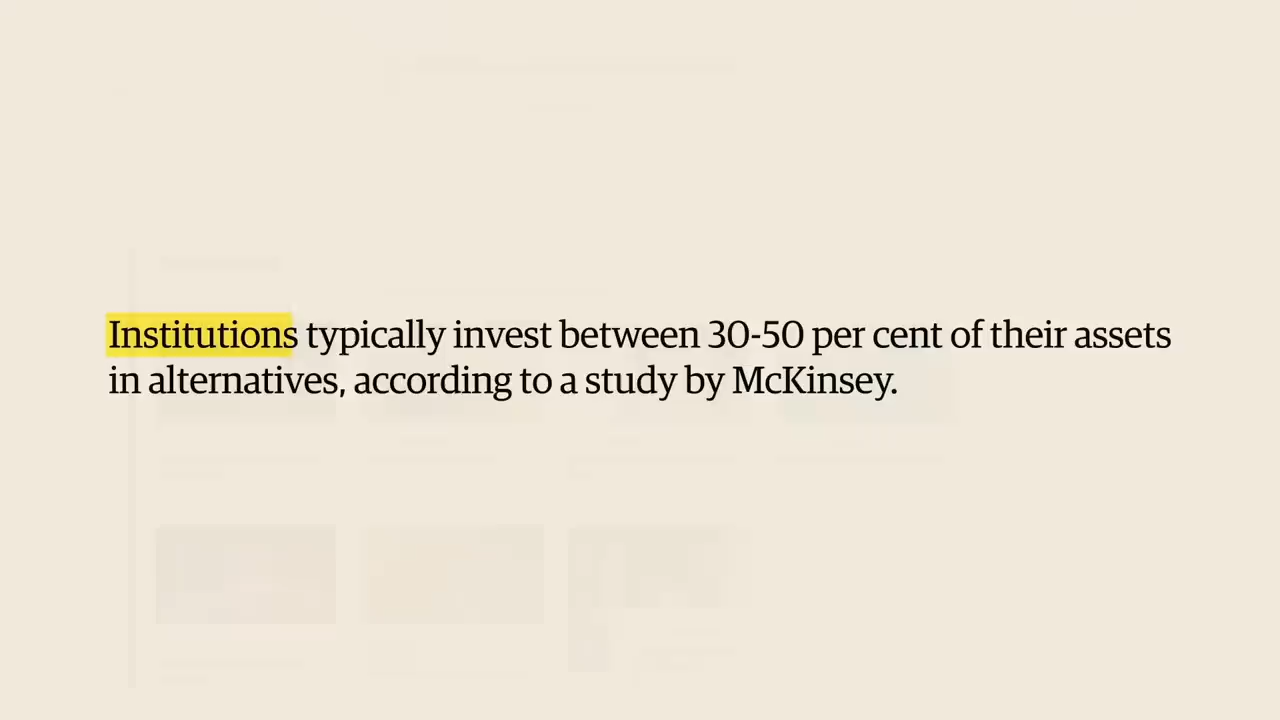 Institutions typically invest between 30-50 per cent of their assets
in alternatives, according to a study by McKinsey.